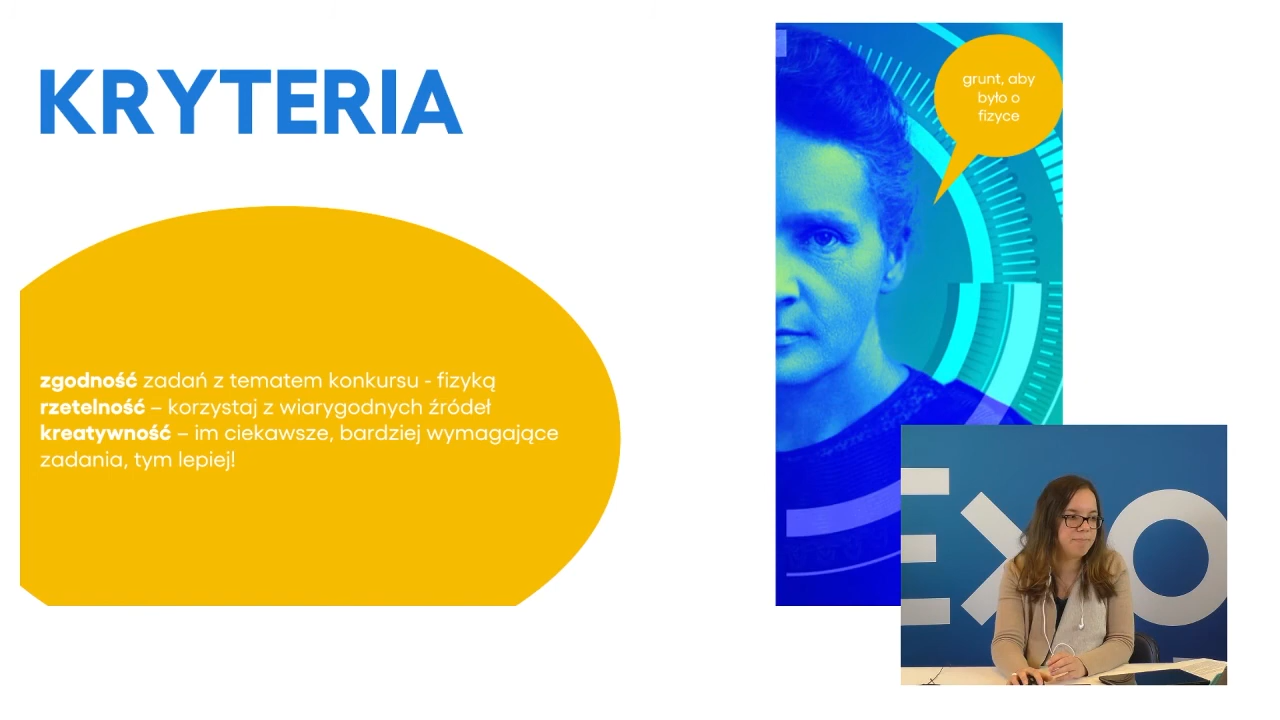 KRYTERIA
grunt, aby
było o
fizyce
zgodność zadań z tematem konkursu - fizyką
rzetelność – korzystaj z wiarygodnych źródeł
kreatywność – im ciekawsze, bardziej wymagające
zadania, tym lepiej!
EXO